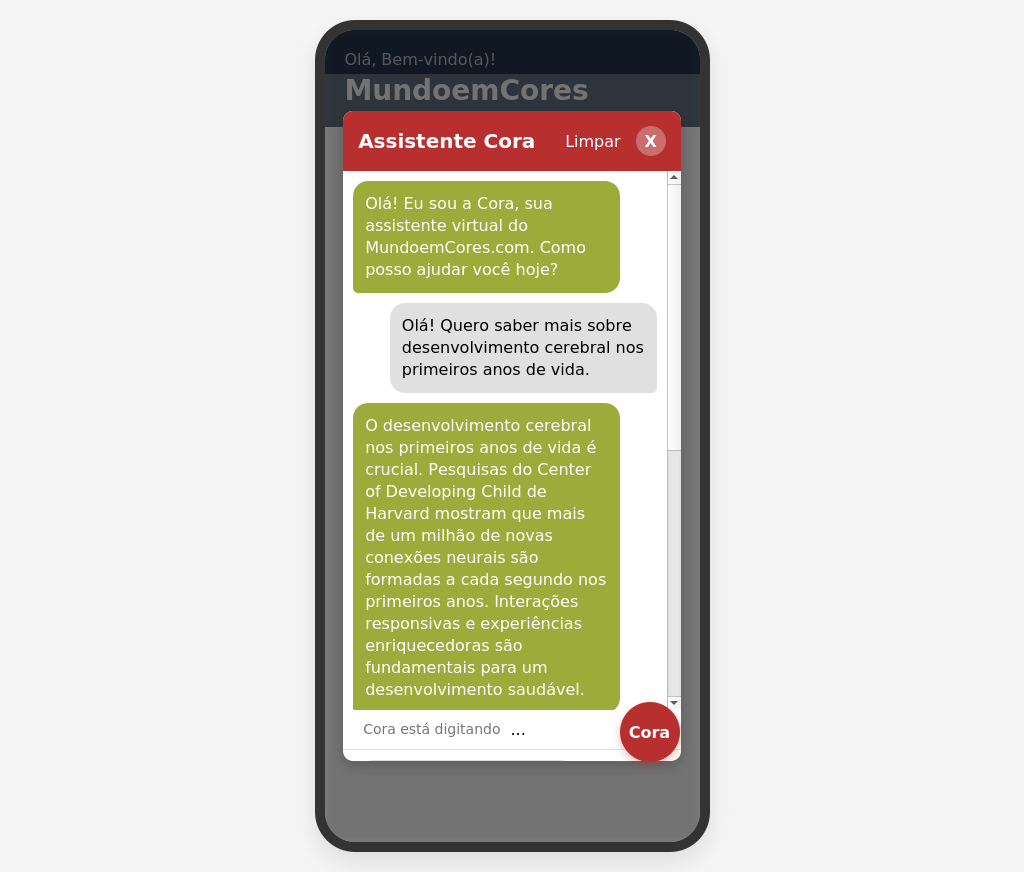 Olá, Bem-vindo(a)!
MundoemCores
Assistente Cora
Limpar
X
Olá! Eu sou a Cora, sua
assistente virtual do
MundoemCores.com. Como
posso ajudar você hoje?
Olá! Quero saber mais sobre
desenvolvimento cerebral nos
primeiros anos de vida.
O desenvolvimento cerebral
nos primeiros anos de vida é
crucial. Pesquisas do Center
of Developing Child de
Harvard mostram que mais
de um milhão de novas
conexões neurais são
formadas a cada segundo nos
primeiros anos. Interações
responsivas e experiências
enriquecedoras são
fundamentais para um
desenvolvimento saudável.
Cora está digitando ...
Cora